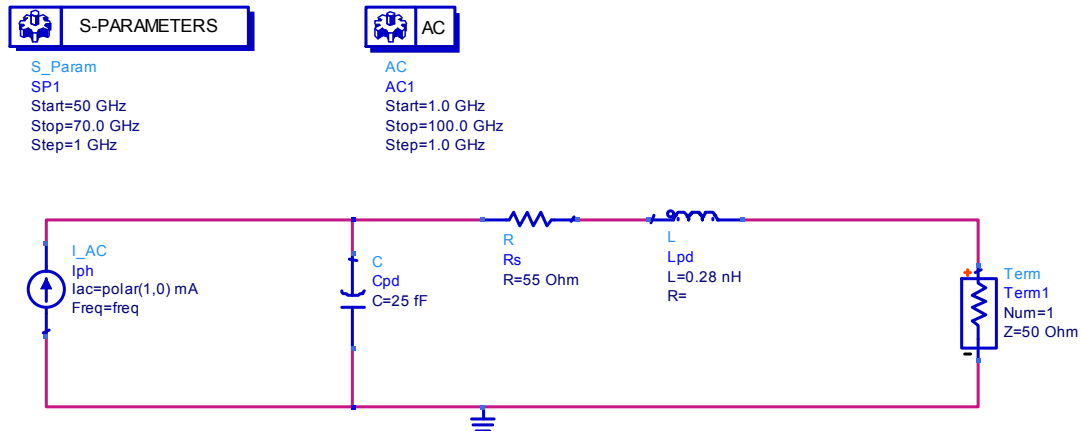 S-PARAMETERS
S_Param
SP1
Start=50 GHz
Stop=70.0 GHz
Step=1 GHz
AC
AC
AC1
Start=1.0 GHz
Stop=100.0 GHz
Step=1.0 GHz
I_AC
Iph
Iac=polar(1,0) mA
Freq=freq
C
Cpd
C=25 fF
R
Rs
R=55 Ohm
L
Lpd
L=0.28 nH
R=
+
-
Term
Term1
Num=1
Z=50 Ohm